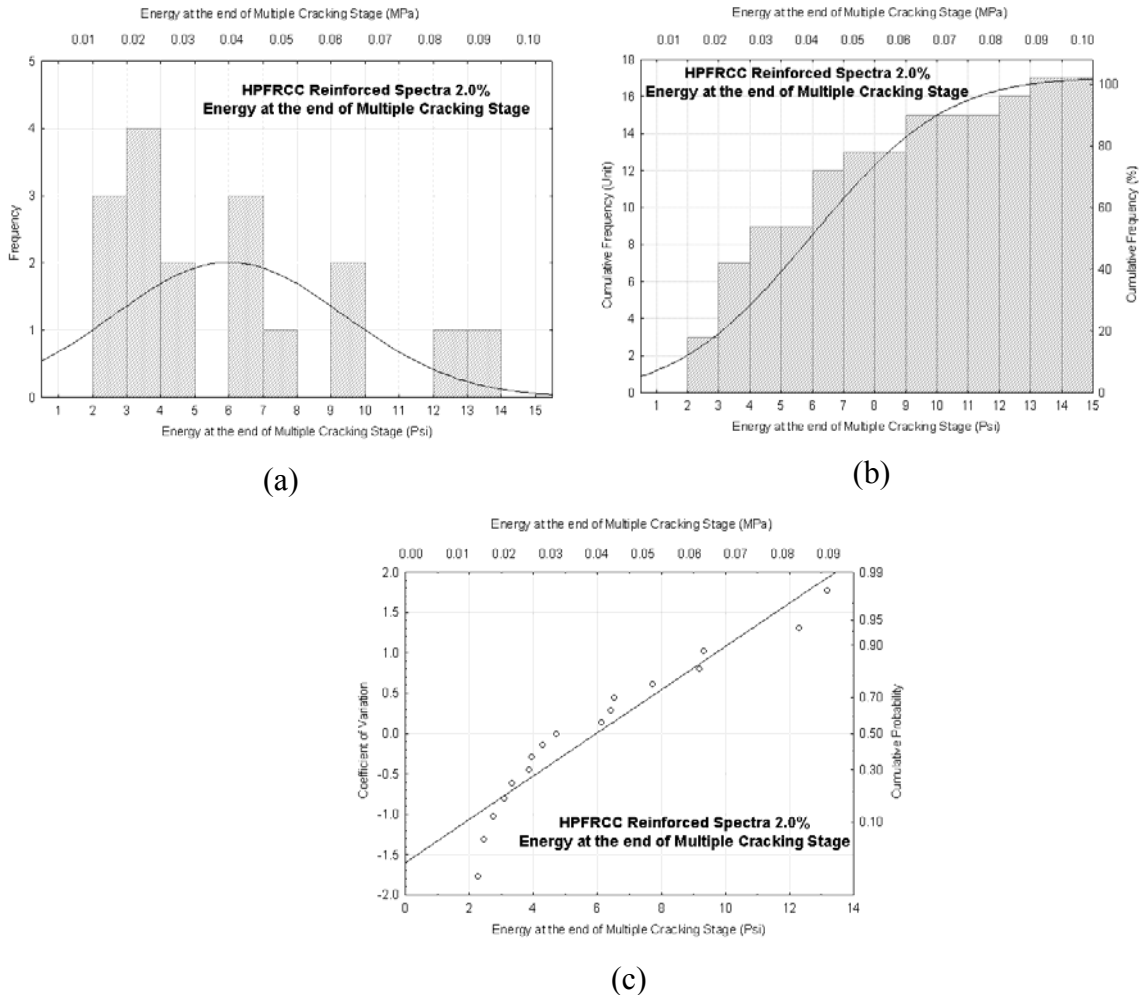 Energy at the end of Multiple Cracking Stage (MPa)
0.01 0.02 0.03 0.04 0.05 0.06 0.07 0.08 0.09 0.10
5
4
3
2
1
0
Frequency
HPFRCC Reinforced Spectra 2.0%
Energy at the end of Multiple Cracking Stage
1 2 3 4 5 6 7 8 9 10 11 12 13 14 15
Energy at the end of Multiple Cracking Stage (Psi)
(a)
Energy at the end of Multiple Cracking Stage (MPa)
0.01 0.02 0.03 0.04 0.05 0.06 0.07 0.08 0.09 0.10
18
16
14
12
10
8
6
4
2
0
Cumulative Frequency (Unit)
HPFRCC Reinforced Spectra 2.0%
Energy at the end of Multiple Cracking Stage
100
80
60
40
20
0
Cumulative Frequency (%)
1 2 3 4 5 6 7 8 9 10 11 12 13 14 15
Energy at the end of Multiple Cracking Stage (Psi)
(b)
Energy at the end of Multiple Cracking Stage (MPa)
0.00 0.01 0.02 0.03 0.04 0.05 0.06 0.07 0.08 0.09
2.0
1.5
1.0
0.5
0.0
-0.5
-1.0
-1.5
-2.0
Coefficient of Variation
0.99
0.95
0.90
0.70
0.50
0.30
0.10
Cumulative Probability
HPFRCC Reinforced Spectra 2.0%
Energy at the end of Multiple Cracking Stage
0 2 4 6 8 10 12 14
Energy at the end of Multiple Cracking Stage (Psi)
(c)